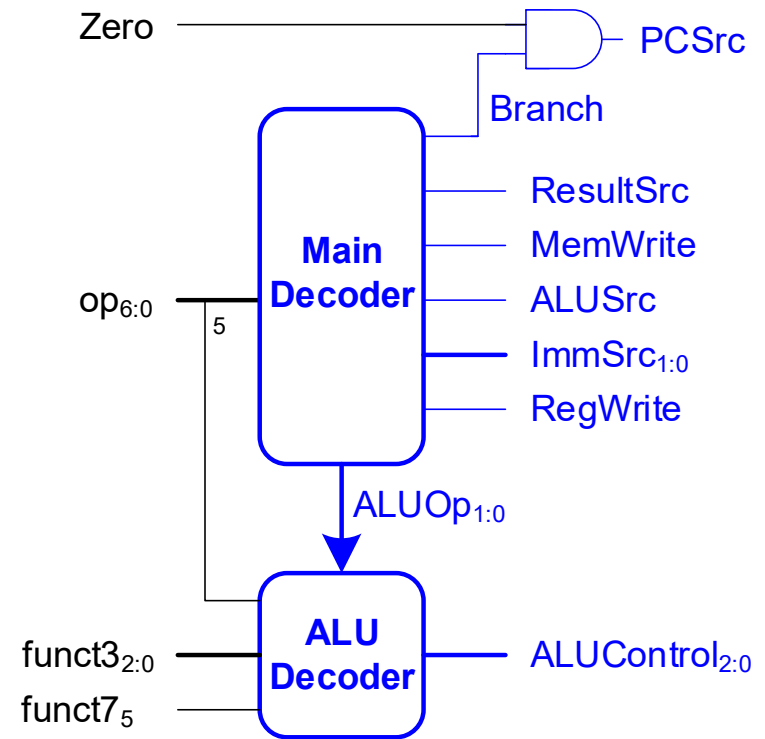 Zero
PCSrc
Branch
ResultSrc
Main
Decoder
MemWrite
op6:0
5
ALUSrc
ImmSrc1:0
RegWrite
ALUOp1:0
ALU
Decoder
funct32:0
funct75
ALUControl2:0